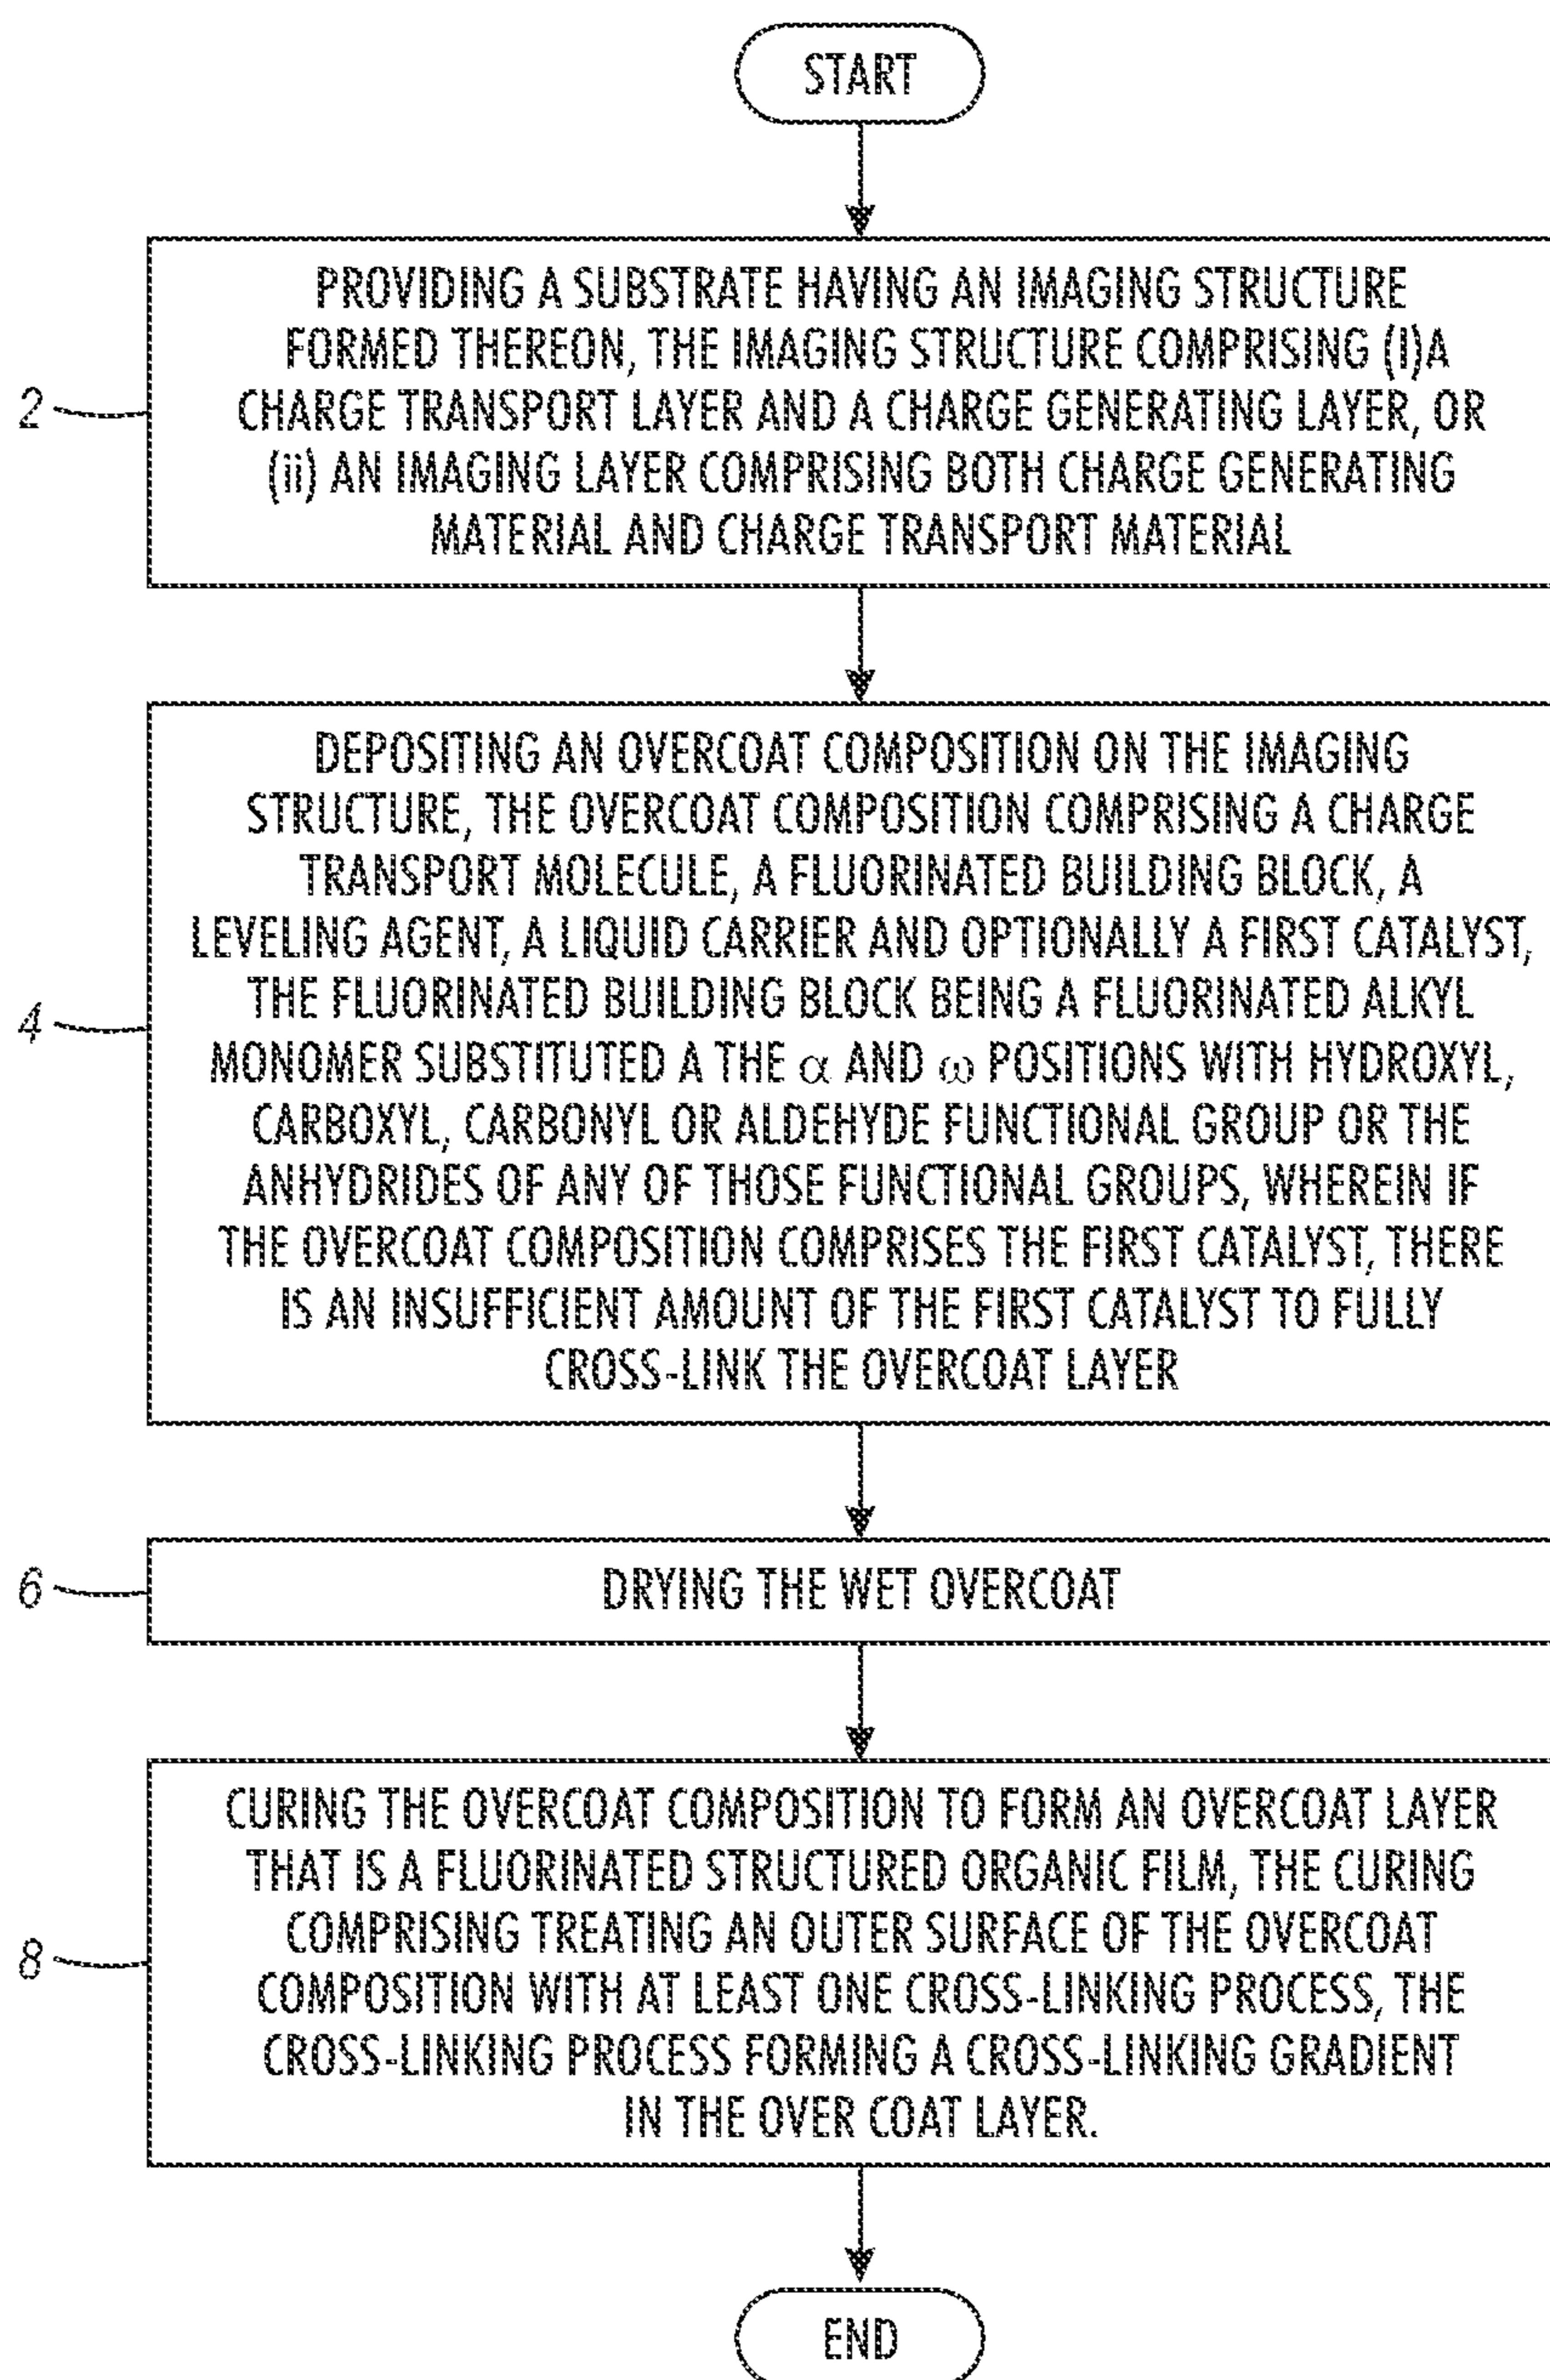 START
PROVIDING A SUBSTRATE HAVING AN IMAGING STRUCTURE
FORMED THEREON, THE IMAGING STRUCTURE COMPRISING (I)A
CHARGE TRANSPORT LAYER AND A CHARGE GENERATING LAYER, OR
(ii) AN IMAGING LAYER COMPRISING BOTH CHARGE GENERATING
MATERIAL AND CHARGE TRANSPORT MATERIAL
2
DEPOSITING AN OVERCOAT COMPOSITION ON THE IMAGING
STRUCTURE, THE OVERCOAT COMPOSITION COMPRISING A CHARGE
TRANSPORT MOLECULE, A FLUORINATED BUILDING BLOCK, A
LEVELING AGENT, A LIQUID CARRIER AND OPTIONALLY A FIRST CATALYST,
THE FLUORINATED BUILDING BLOCK BEING A FLUORINATED ALKYL
MONOMER SUBSTITUTED A THE α AND ω POSITIONS WITH HYDROXYL,
CARBOXYL, CARBONYL OR ALDEHYDE FUNCTIONAL GROUP OR THE
ANHYDRIDES OF ANY OF THOSE FUNCTIONAL GROUPS, WHEREIN IF
THE OVERCOAT COMPOSITION COMPRISES THE FIRST CATALYST, THERE
IS AN INSUFFICIENT AMOUNT OF THE FIRST CATALYST TO FULLY
CROSS-LINK THE OVERCOAT LAYER
4
DRYING THE WET OVERCOAT
6
CURING THE OVERCOAT COMPOSITION TO FORM AN OVERCOAT LAYER
THAT IS A FLUORINATED STRUCTURED ORGANIC FILM, THE CURING
COMPRISING TREATING AN OUTER SURFACE OF THE OVERCOAT
COMPOSITION WITH AT LEAST ONE CROSS-LINKING PROCESS, THE
CROSS-LINKING PROCESS FORMING A CROSS-LINKING GRADIENT
IN THE OVER COAT LAYER.
8
END